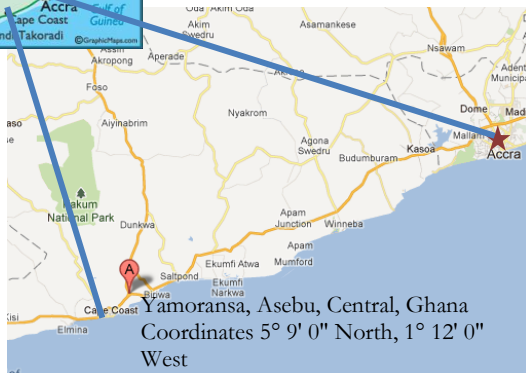 Accra
Gulf of
Guinea
Cape Coast
Takoradi
©GraphicMaps.com
Oda
Akim Oda
Akim
Swedru
Asamankese
Nsawam
Akropong
Aperade
Foso
Aiyinabrim
Nyakrom
Dome
Mallam
Accra
Kasoa
Agona
Swedru
Budumburam
Kakum
National Park
Dunkwa
Apam
Junction
Winneba
Apam
Mumford
Ekumfi Atwa
Saltpond
Ekumfi
Narkwa
A
Biriwa
Cape Coast
Elmina
Yamoransa, Asebu, Central, Ghana
Coordinates 5° 9' 0" North, 1° 12' 0"
West